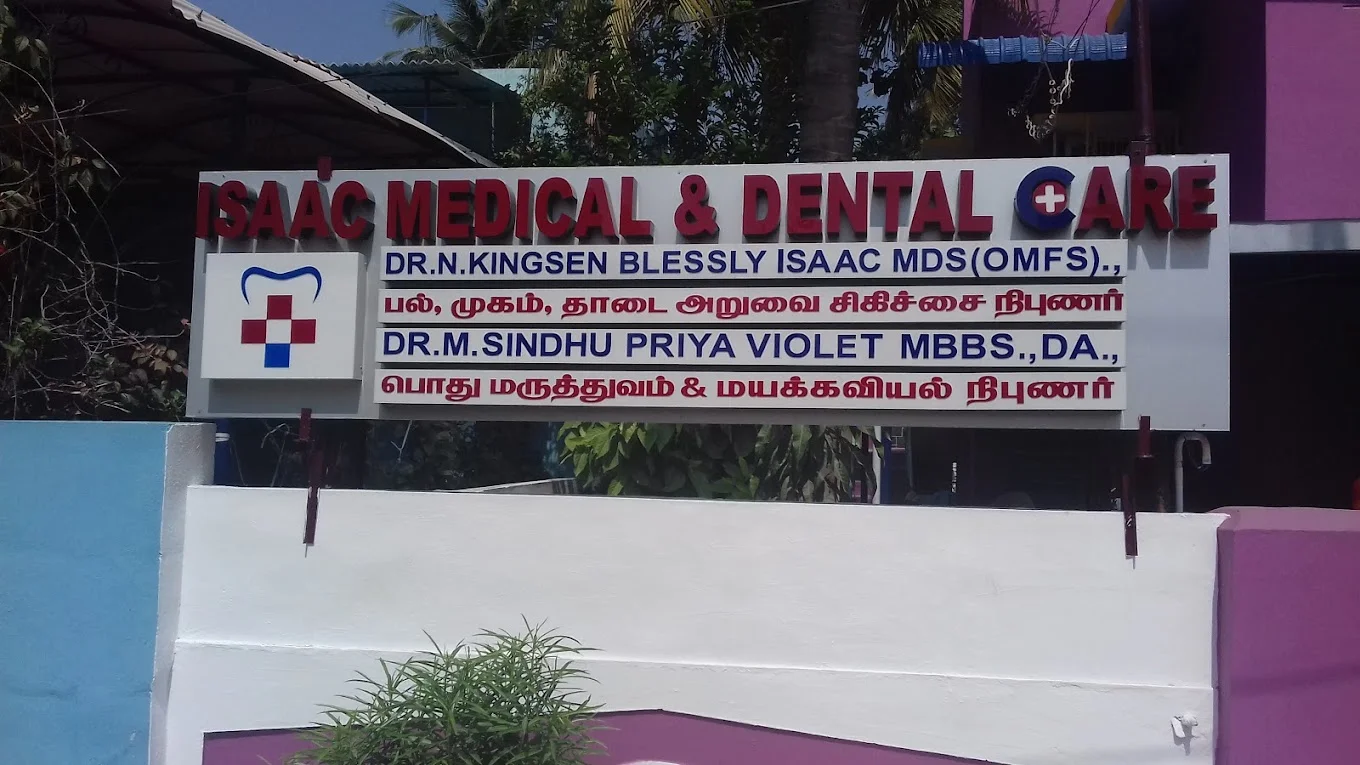 ISAAC MEDICAL & DENTAL CARE
DR.N.KINGSEN BLESSLY ISAAC MDS(OMFS).,
பல், முகம், தாடை அறுவை சிகிச்சை நிபுணர்
DR.M.SINDHU PRIYA VIOLET MBBS.,DA.,
பொது மருத்துவம் & மயக்கவியல் நிபுணர்